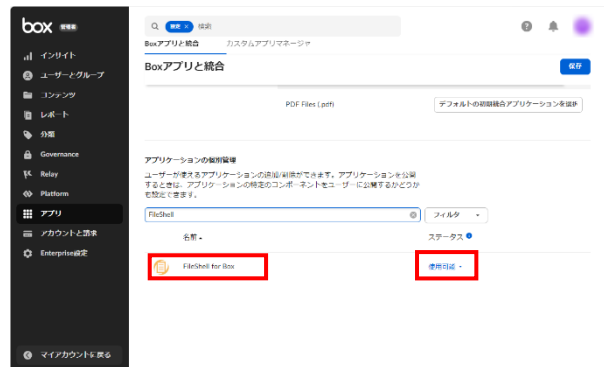 box 管理者
設定 × 検索
Boxアプリと統合 カスタムアプリマネージャ
Boxアプリと統合
保存
インサイト
ユーザーとグループ
コンテンツ
レポート
分類
Governance
Relay
Platform
アプリ
アカウントと請求
Enterprise設定
マイアカウントに戻る
PDF Files (.pdf)
デフォルトの初期統合アプリケーションを選択
アプリケーションの個別管理
ユーザーが使えるアプリケーションの追加/削除ができます。アプリケーションを公開
するときは、アプリケーションの特定のコンポーネントをユーザーに公開するかどうか
も設定できます。
FileShell
フィルタ
名前
ステータス
FileShell for Box
使用可能